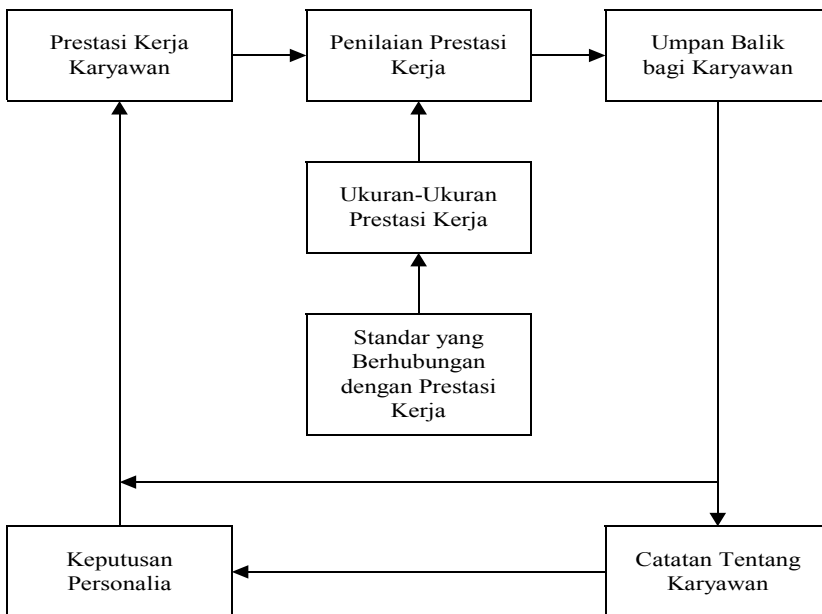 Prestasi Kerja
Karyawan
Penilaian Prestasi
Kerja
Umpan Balik
bagi Karyawan
Ukuran-Ukuran
Prestasi Kerja
Standar yang
Berhubungan
dengan Prestasi
Kerja
Keputusan
Personalia
Catatan Tentang
Karyawan